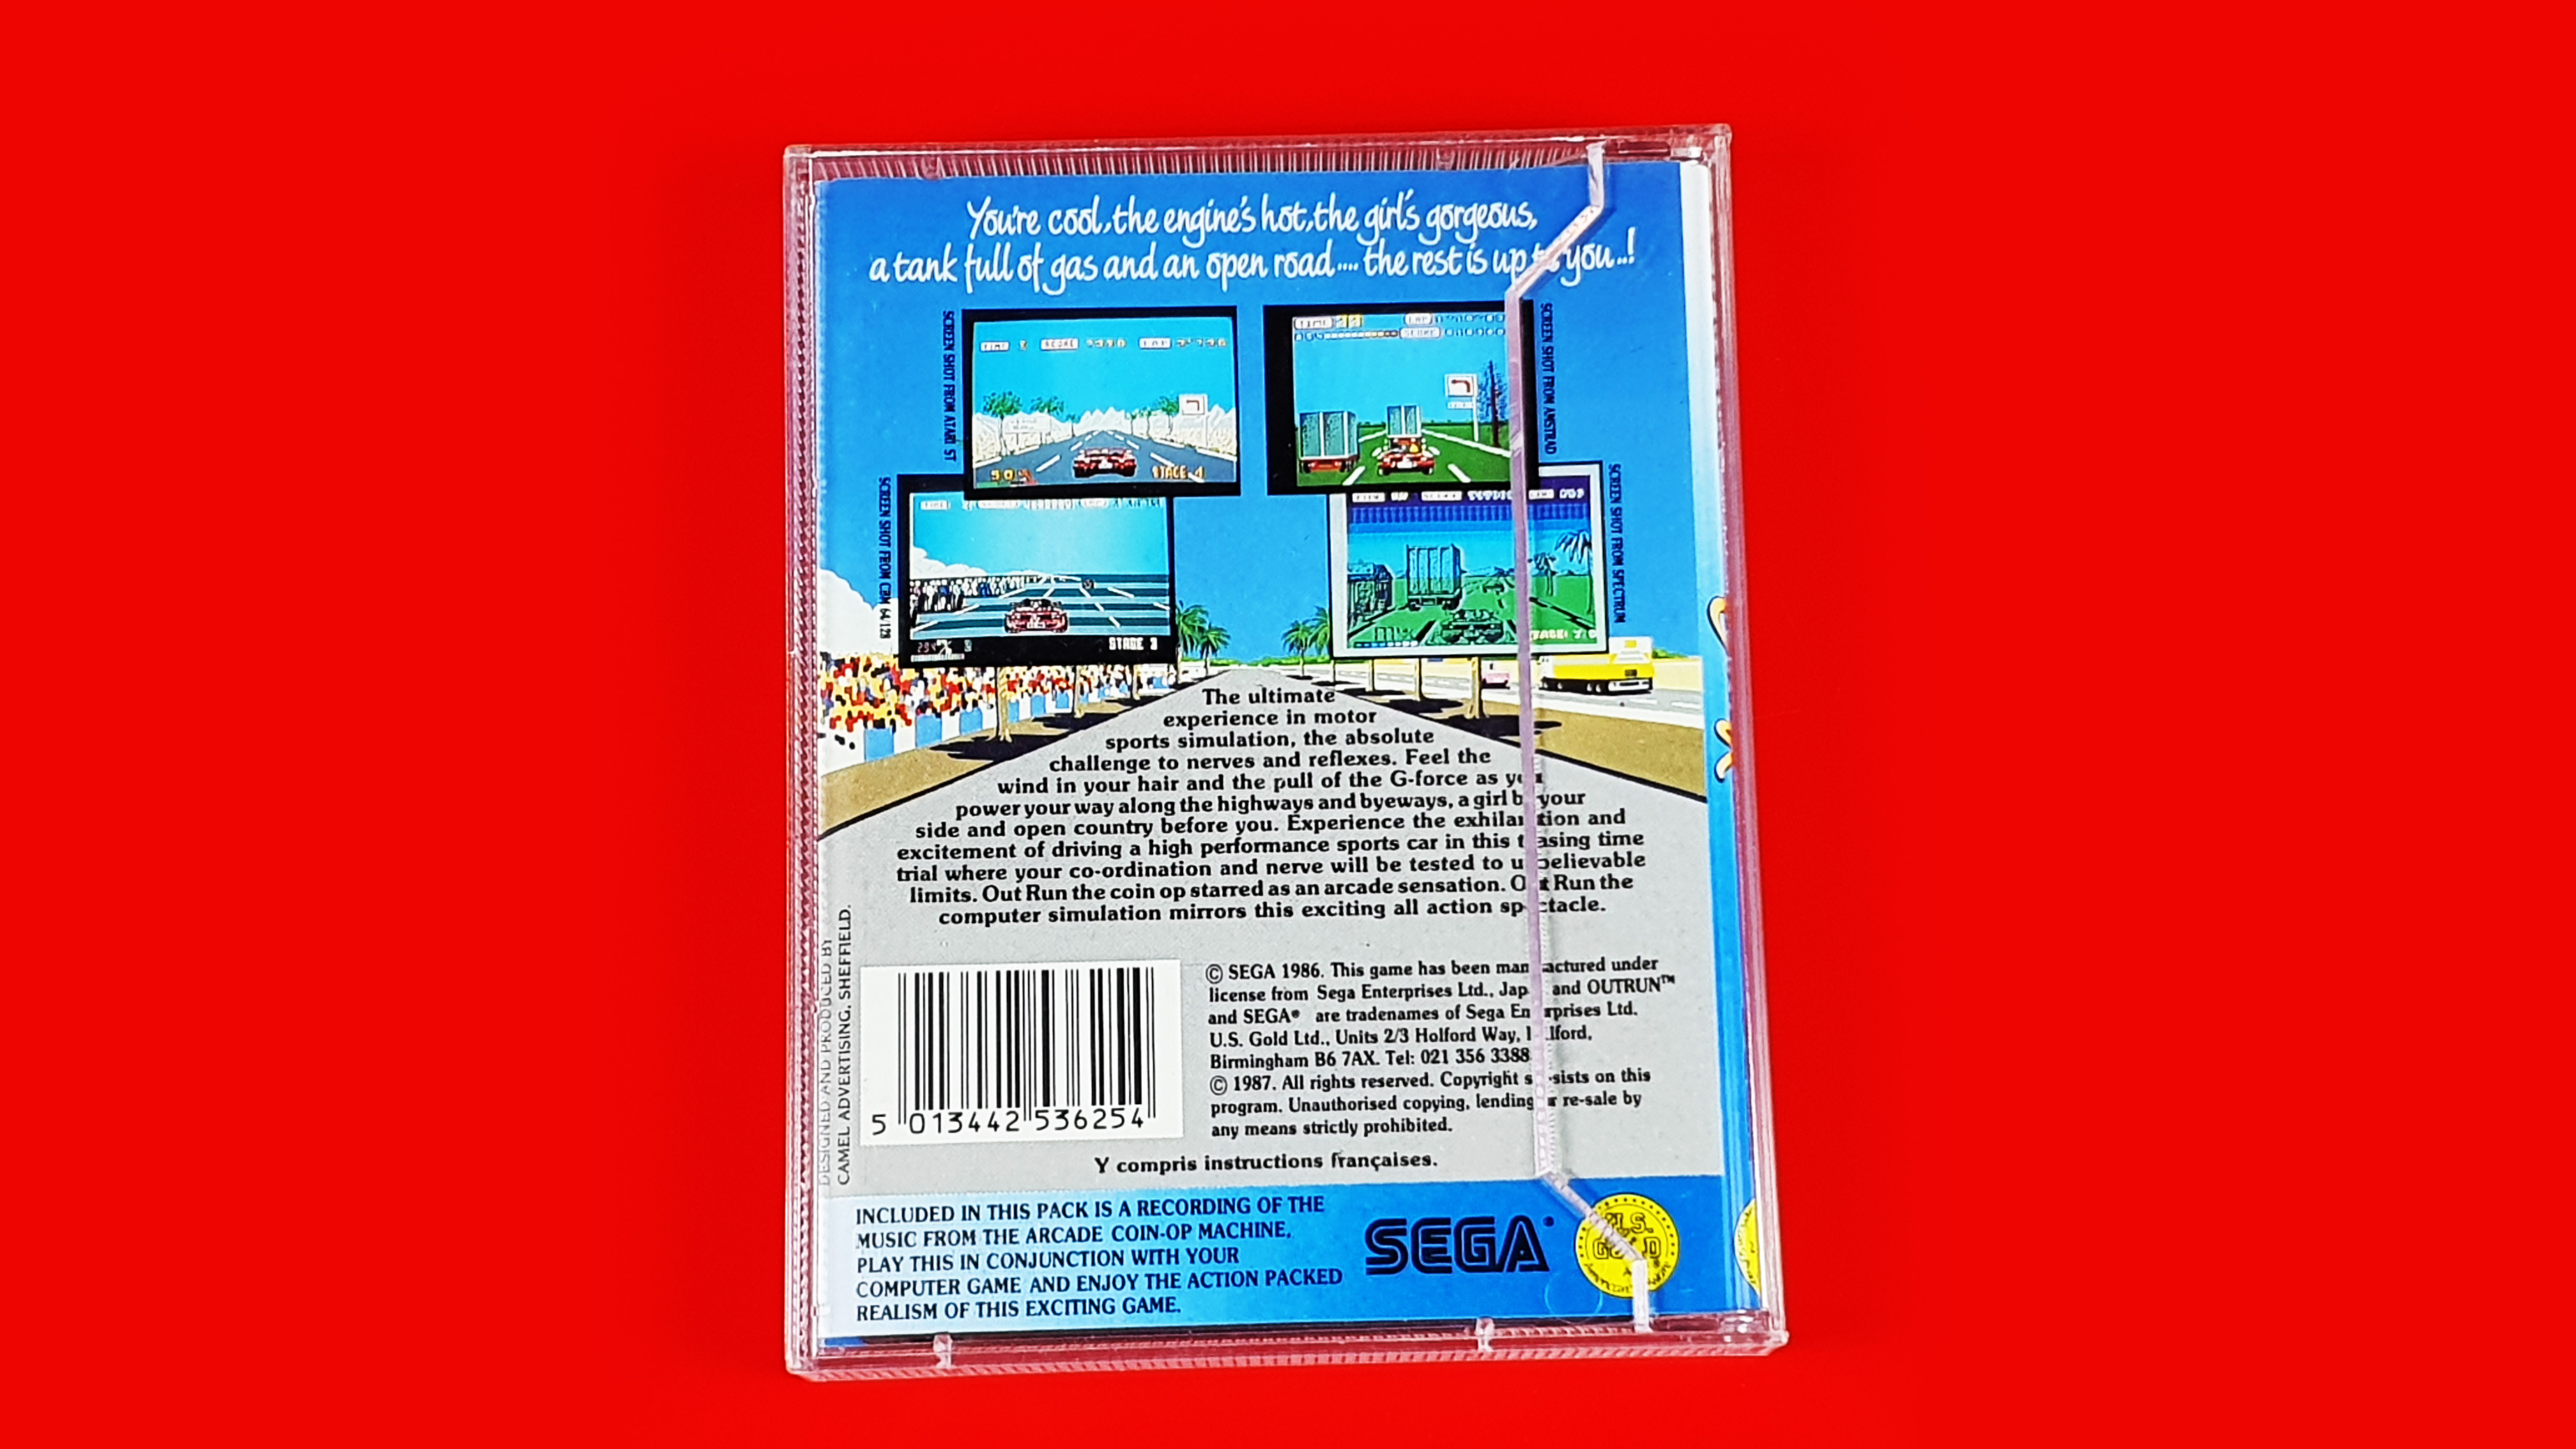 You're cool, the engine's hot, the girl's gorgeous,
a tank full of gas and an open road.... the rest is up to you..!
SCREEN SHOT FROM ATARI ST
SCREEN SHOT FROM AMSTRAD
SCREEN SHOT FROM CBM 64/128
SCREEN SHOT FROM SPECTRUM
TIME SCORE LAP
STAGE 4
TIME LAP
SCORE
STAGE 3
The ultimate
experience in motor
sports simulation, the absolute
challenge to nerves and reflexes. Feel the
wind in your hair and the pull of the G-force as you
power your way along the highways and byeways, a girl by your
side and open country before you. Experience the exhilaration and
excitement of driving a high performance sports car in this teasing time
trial where your co-ordination and nerve will be tested to unbelievable
limits. Out Run the coin op starred as an arcade sensation. Out Run the
computer simulation mirrors this exciting all action spectacle.
DESIGNED AND PRODUCED BY
CAMEL ADVERTISING. SHEFFIELD.
5 013442 536254
© SEGA 1986. This game has been manufactured under
license from Sega Enterprises Ltd., Japan and OUTRUN™
and SEGA® are tradenames of Sega Enterprises Ltd.
U.S. Gold Ltd., Units 2/3 Holford Way, Holford,
Birmingham B6 7AX. Tel: 021 356 3388
© 1987. All rights reserved. Copyright subsists on this
program. Unauthorised copying, lending or re-sale by
any means strictly prohibited.
Y compris instructions françaises.
INCLUDED IN THIS PACK IS A RECORDING OF THE
MUSIC FROM THE ARCADE COIN-OP MACHINE.
PLAY THIS IN CONJUNCTION WITH YOUR
COMPUTER GAME AND ENJOY THE ACTION PACKED
REALISM OF THIS EXCITING GAME.
SEGA®
U.S.
GOLD